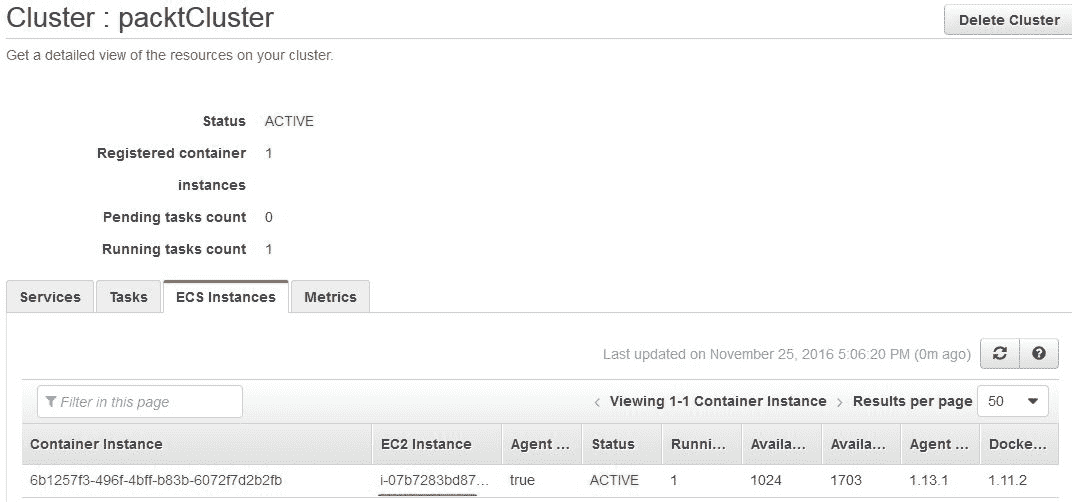 Cluster : packtCluster
Delete Cluster
Get a detailed view of the resources on your cluster.
Status ACTIVE
Registered container 1
instances
Pending tasks count 0
Running tasks count 1
Services Tasks ECS Instances Metrics
Last updated on November 25, 2016 5:06:20 PM (0m ago)
Filter in this page
< Viewing 1-1 Container Instance > Results per page 50
Container Instance EC2 Instance Agent ... Status Runni... Availa... Availa... Agent ... Docke...
6b1257f3-496f-4bff-b83b-6072f7d2b2fb i-07b7283bd87... true ACTIVE 1 1024 1703 1.13.1 1.11.2